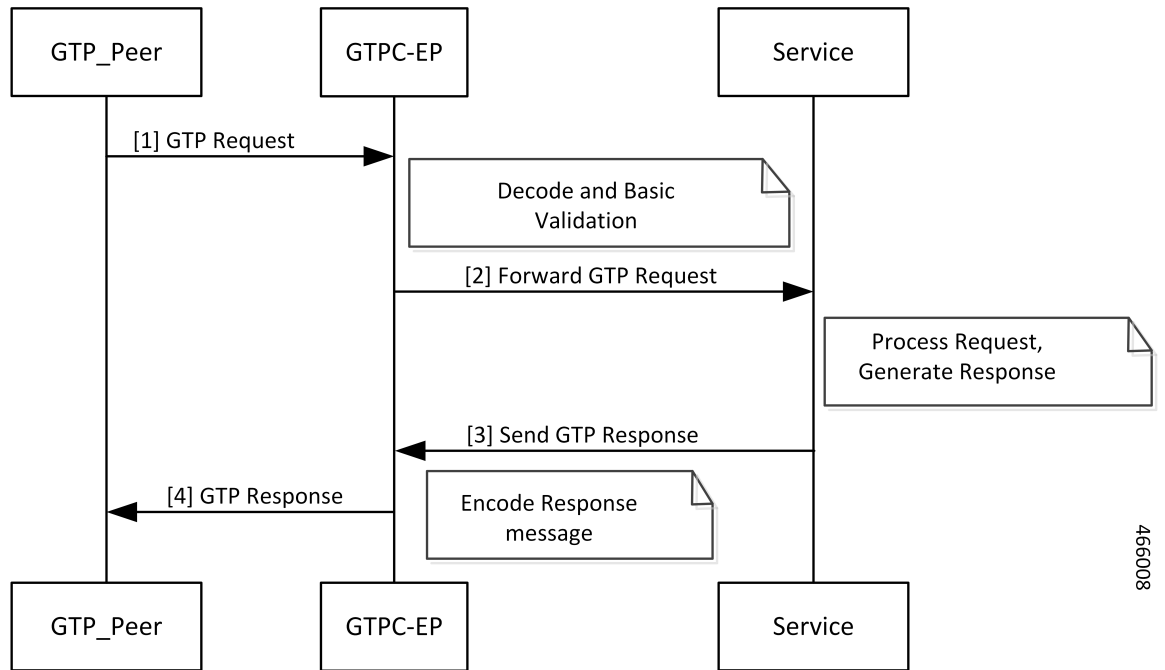 GTP_Peer
GTPC-EP
Service
[1] GTP Request
Decode and Basic
Validation
[2] Forward GTP Request
Process Request,
Generate Response
[3] Send GTP Response
[4] GTP Response
Encode Response
message
466008
GTP_Peer
GTPC-EP
Service